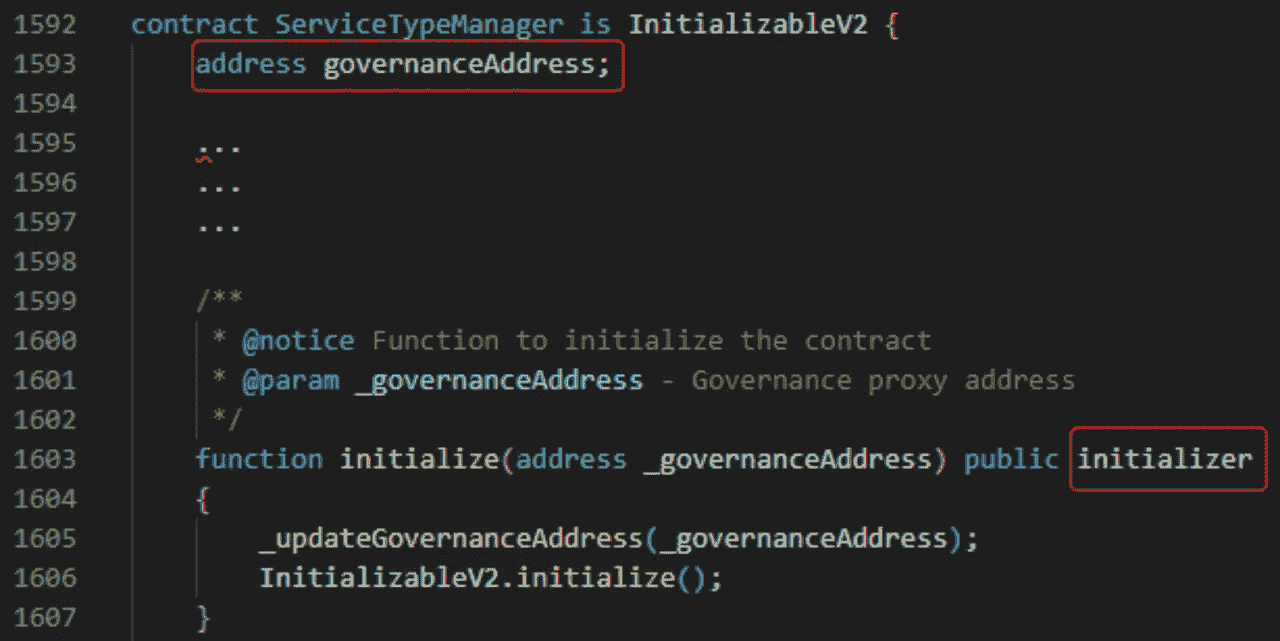 1592 contract ServiceTypeManager is InitializableV2 {
1593 address governanceAddress;
1594
1595 ...
1596 ...
1597 ...
1598
1599 /**
1600 * @notice Function to initialize the contract
1601 * @param _governanceAddress - Governance proxy address
1602 */
1603 function initialize(address _governanceAddress) public initializer
1604 {
1605 _updateGovernanceAddress(_governanceAddress);
1606 InitializableV2.initialize();
1607 }